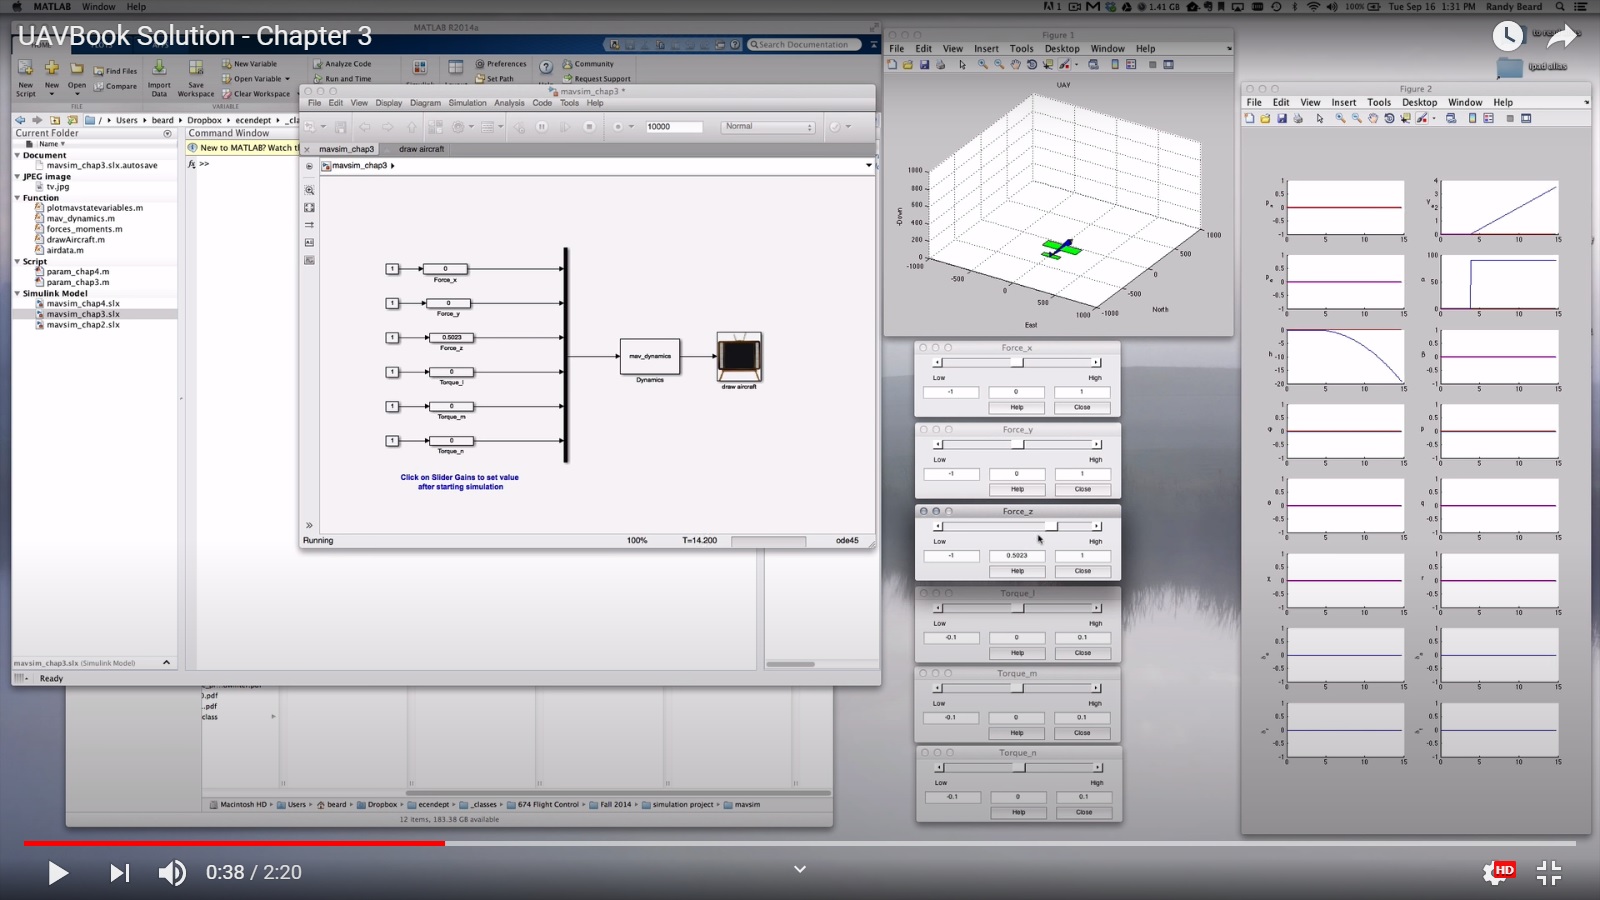 MATLAB Window Help
1.41 GB
100%
Tue Sep 16 1:31 PM Randy Beard
UAVBook Solution - Chapter 3
MATLAB R2014a
Search Documentation
New Script
New
Open
Find Files
Compare
Import Data
Save Workspace
New Variable
Open Variable
Clear Workspace
Analyze Code
Run and Time
Preferences
Set Path
Community
Request Support
Help
FILE
VARIABLE
/ Users beard Dropbox ecendept
Current Folder
Name
Document
mavsim_chap3.slx.autosave
JPEG image
tv.jpg
Function
plotmavstatevariables.m
mav_dynamics.m
forces_moments.m
drawAircraft.m
airdata.m
Script
param_chap4.m
param_chap3.m
Simulink Model
mavsim_chap4.slx
mavsim_chap3.slx
mavsim_chap2.slx
mavsim_chap3.slx (Simulink Model)
Ready
Command Window
New to MATLAB? Watch
fx >>
mavsim_chap3 *
File Edit View Display Diagram Simulation Analysis Code Tools Help
10000
Normal
mavsim_chap3
draw aircraft
mavsim_chap3
1
0
Force_x
1
0
Force_y
1
0.5023
Force_z
1
0
Torque_l
1
0
Torque_m
1
0
Torque_n
mav_dynamics
Dynamics
draw aircraft
Click on Slider Gains to set value
after starting simulation
Running
100%
T=14.200
ode45
.pdf
class
Macintosh HD Users beard Dropbox ecendept _classes 674 Flight Control Fall 2014 simulation project mavsim
12 items, 183.38 GB available
Figure 1
File Edit View Insert Tools Desktop Window Help
UAV
1000
800
600
400
200
0
-Down
-1000
-500
0
500
1000
East
-1000
-500
0
500
1000
North
Force_x
Low High
-1 0 1
Help Close
Force_y
Low High
-1 0 1
Help Close
Force_z
Low High
-1 0.5023 1
Help Close
Torque_l
Low High
-0.1 0 0.1
Help Close
Torque_m
Low High
-0.1 0 0.1
Help Close
Torque_n
Low High
-0.1 0 0.1
Help Close
ipad alias
Figure 2
File Edit View Insert Tools Desktop Window Help
0:38 / 2:20
HD